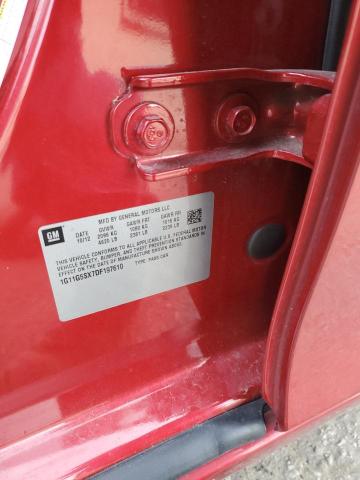 MFD BY GENERAL MOTORS LLC
GM DATE GVWR GAWR FRT GAWR RR
10/12 2096 KG 1080 KG 1016 KG
4620 LB 2381 LB 2239 LB
THIS VEHICLE CONFORMS TO ALL APPLICABLE U.S. FEDERAL MOTOR
VEHICLE SAFETY, BUMPER, AND THEFT PREVENTION STANDARDS IN
EFFECT ON THE DATE OF MANUFACTURE SHOWN ABOVE.
1G11G5SX7DF197610 TYPE: PASS CAR